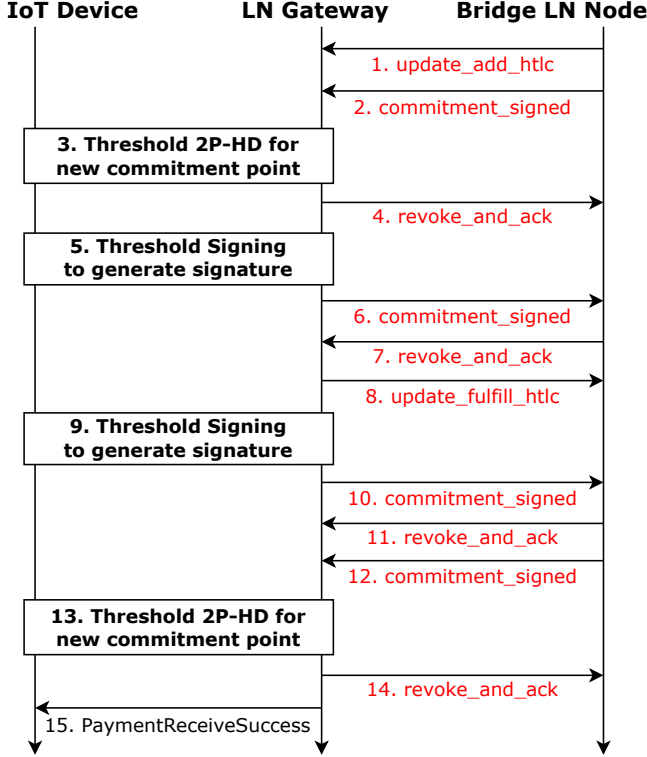 IoT Device LN Gateway Bridge LN Node
1. update_add_htlc
2. commitment_signed
3. Threshold 2P-HD for
new commitment point
4. revoke_and_ack
5. Threshold Signing
to generate signature
6. commitment_signed
7. revoke_and_ack
8. update_fulfill_htlc
9. Threshold Signing
to generate signature
10. commitment_signed
11. revoke_and_ack
12. commitment_signed
13. Threshold 2P-HD for
new commitment point
14. revoke_and_ack
15. PaymentReceiveSuccess